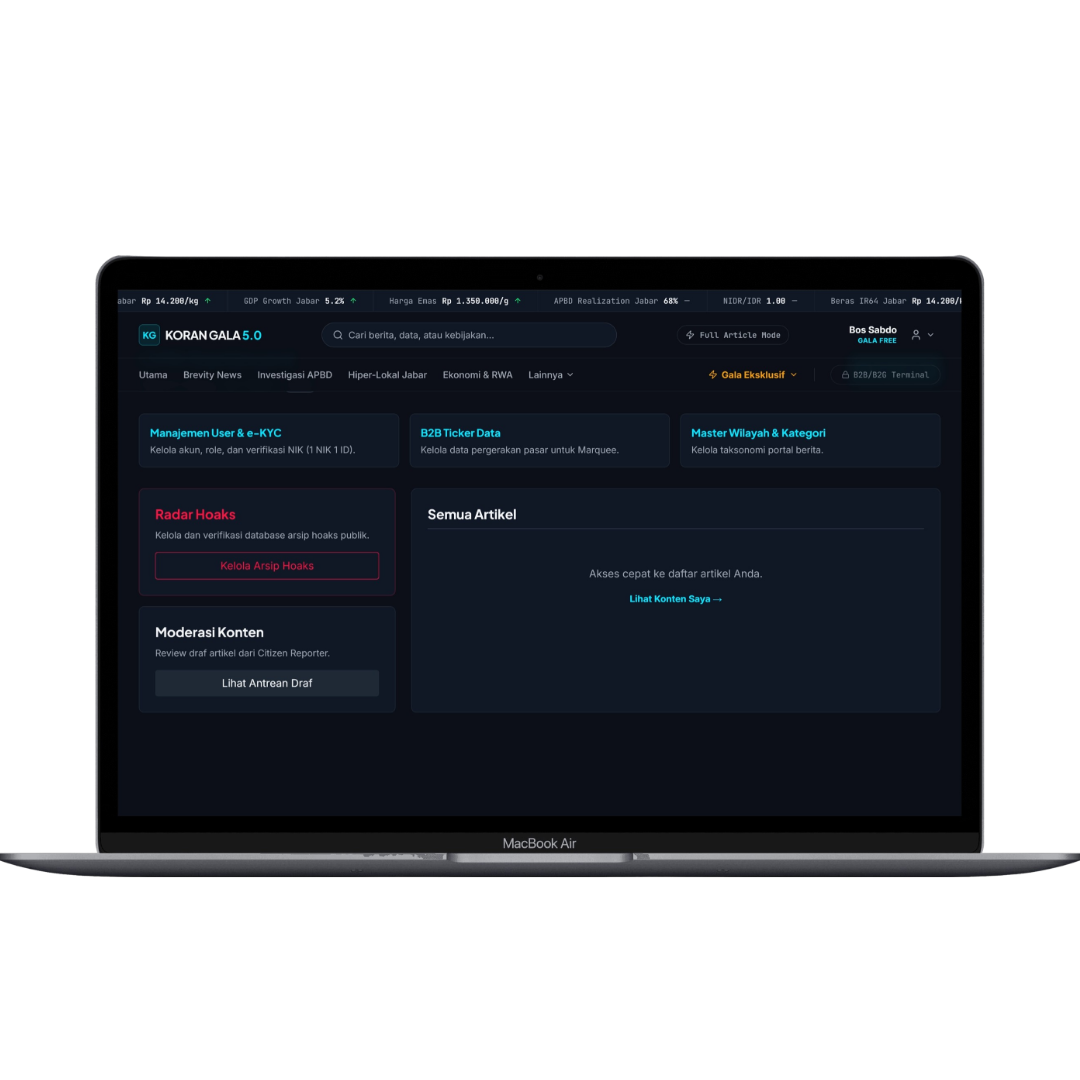 abar Rp 14.200/kg ↑ GDP Growth Jabar 5.2% ↑ Harga Emas Rp 1.350.000/g ↑ APBD Realization Jabar 68% — NIDR/IDR 1.00 — Beras IR64 Jabar Rp 14.200/
KG KORAN GALA 5.0 Cari berita, data, atau kebijakan... Full Article Mode Bos Sabdo
GALA FREE
Utama Brevity News Investigasi APBD Hiper-Lokal Jabar Ekonomi & RWA Lainnya Gala Eksklusif B2B/B2G Terminal
Manajemen User & e-KYC
Kelola akun, role, dan verifikasi NIK (1 NIK 1 ID).
B2B Ticker Data
Kelola data pergerakan pasar untuk Marquee.
Master Wilayah & Kategori
Kelola taksonomi portal berita.
Radar Hoaks
Kelola dan verifikasi database arsip hoaks publik.
Kelola Arsip Hoaks
Moderasi Konten
Review draf artikel dari Citizen Reporter.
Lihat Antrean Draf
Semua Artikel
Akses cepat ke daftar artikel Anda.
Lihat Konten Saya →
MacBook Air